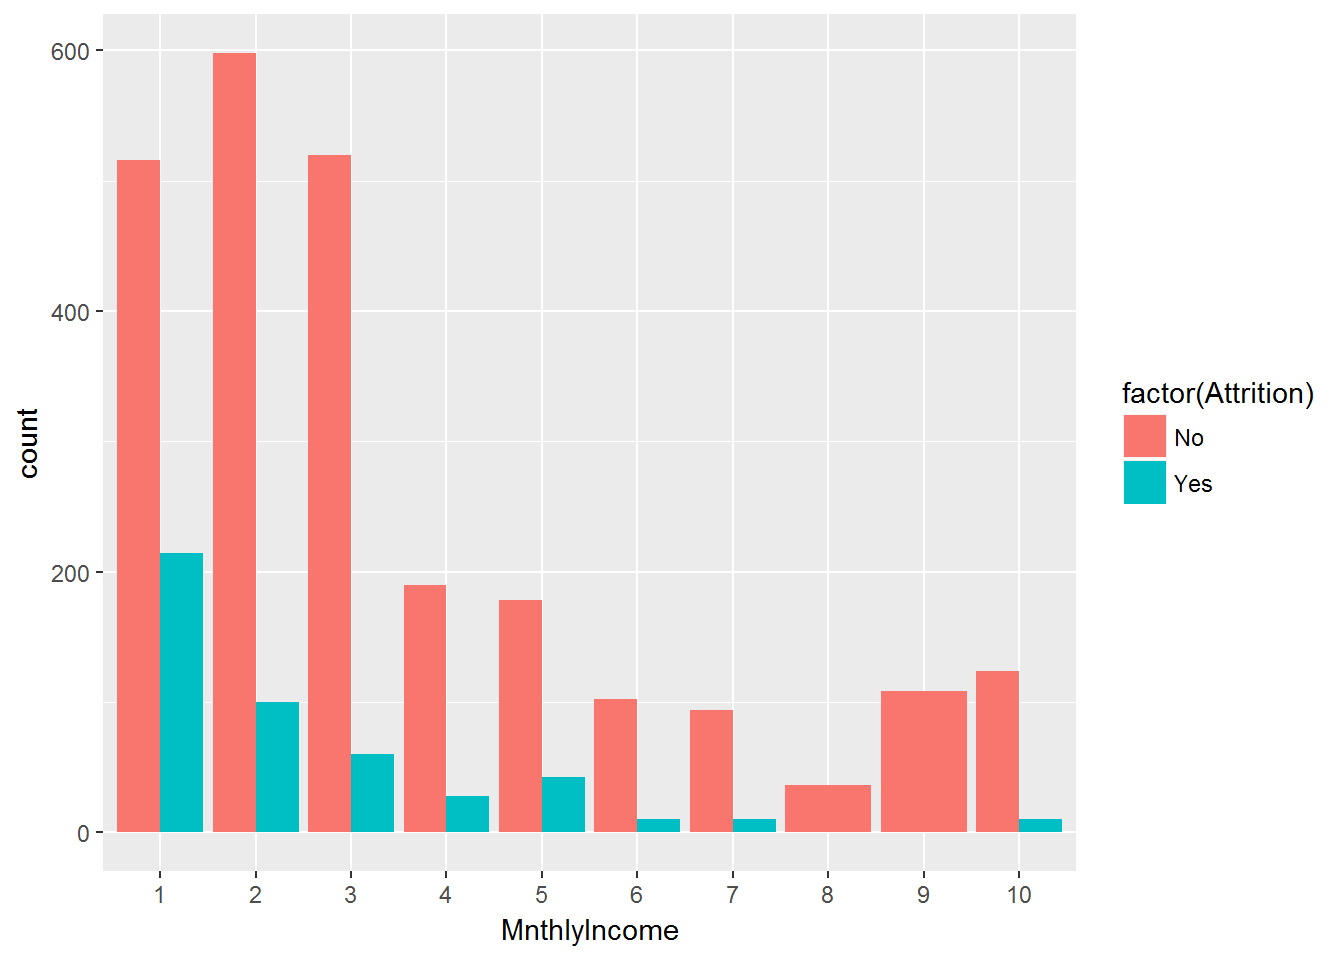 600
400
200
0
count
1 2 3 4 5 6 7 8 9 10
MnthlyIncome
factor(Attrition)
No
Yes